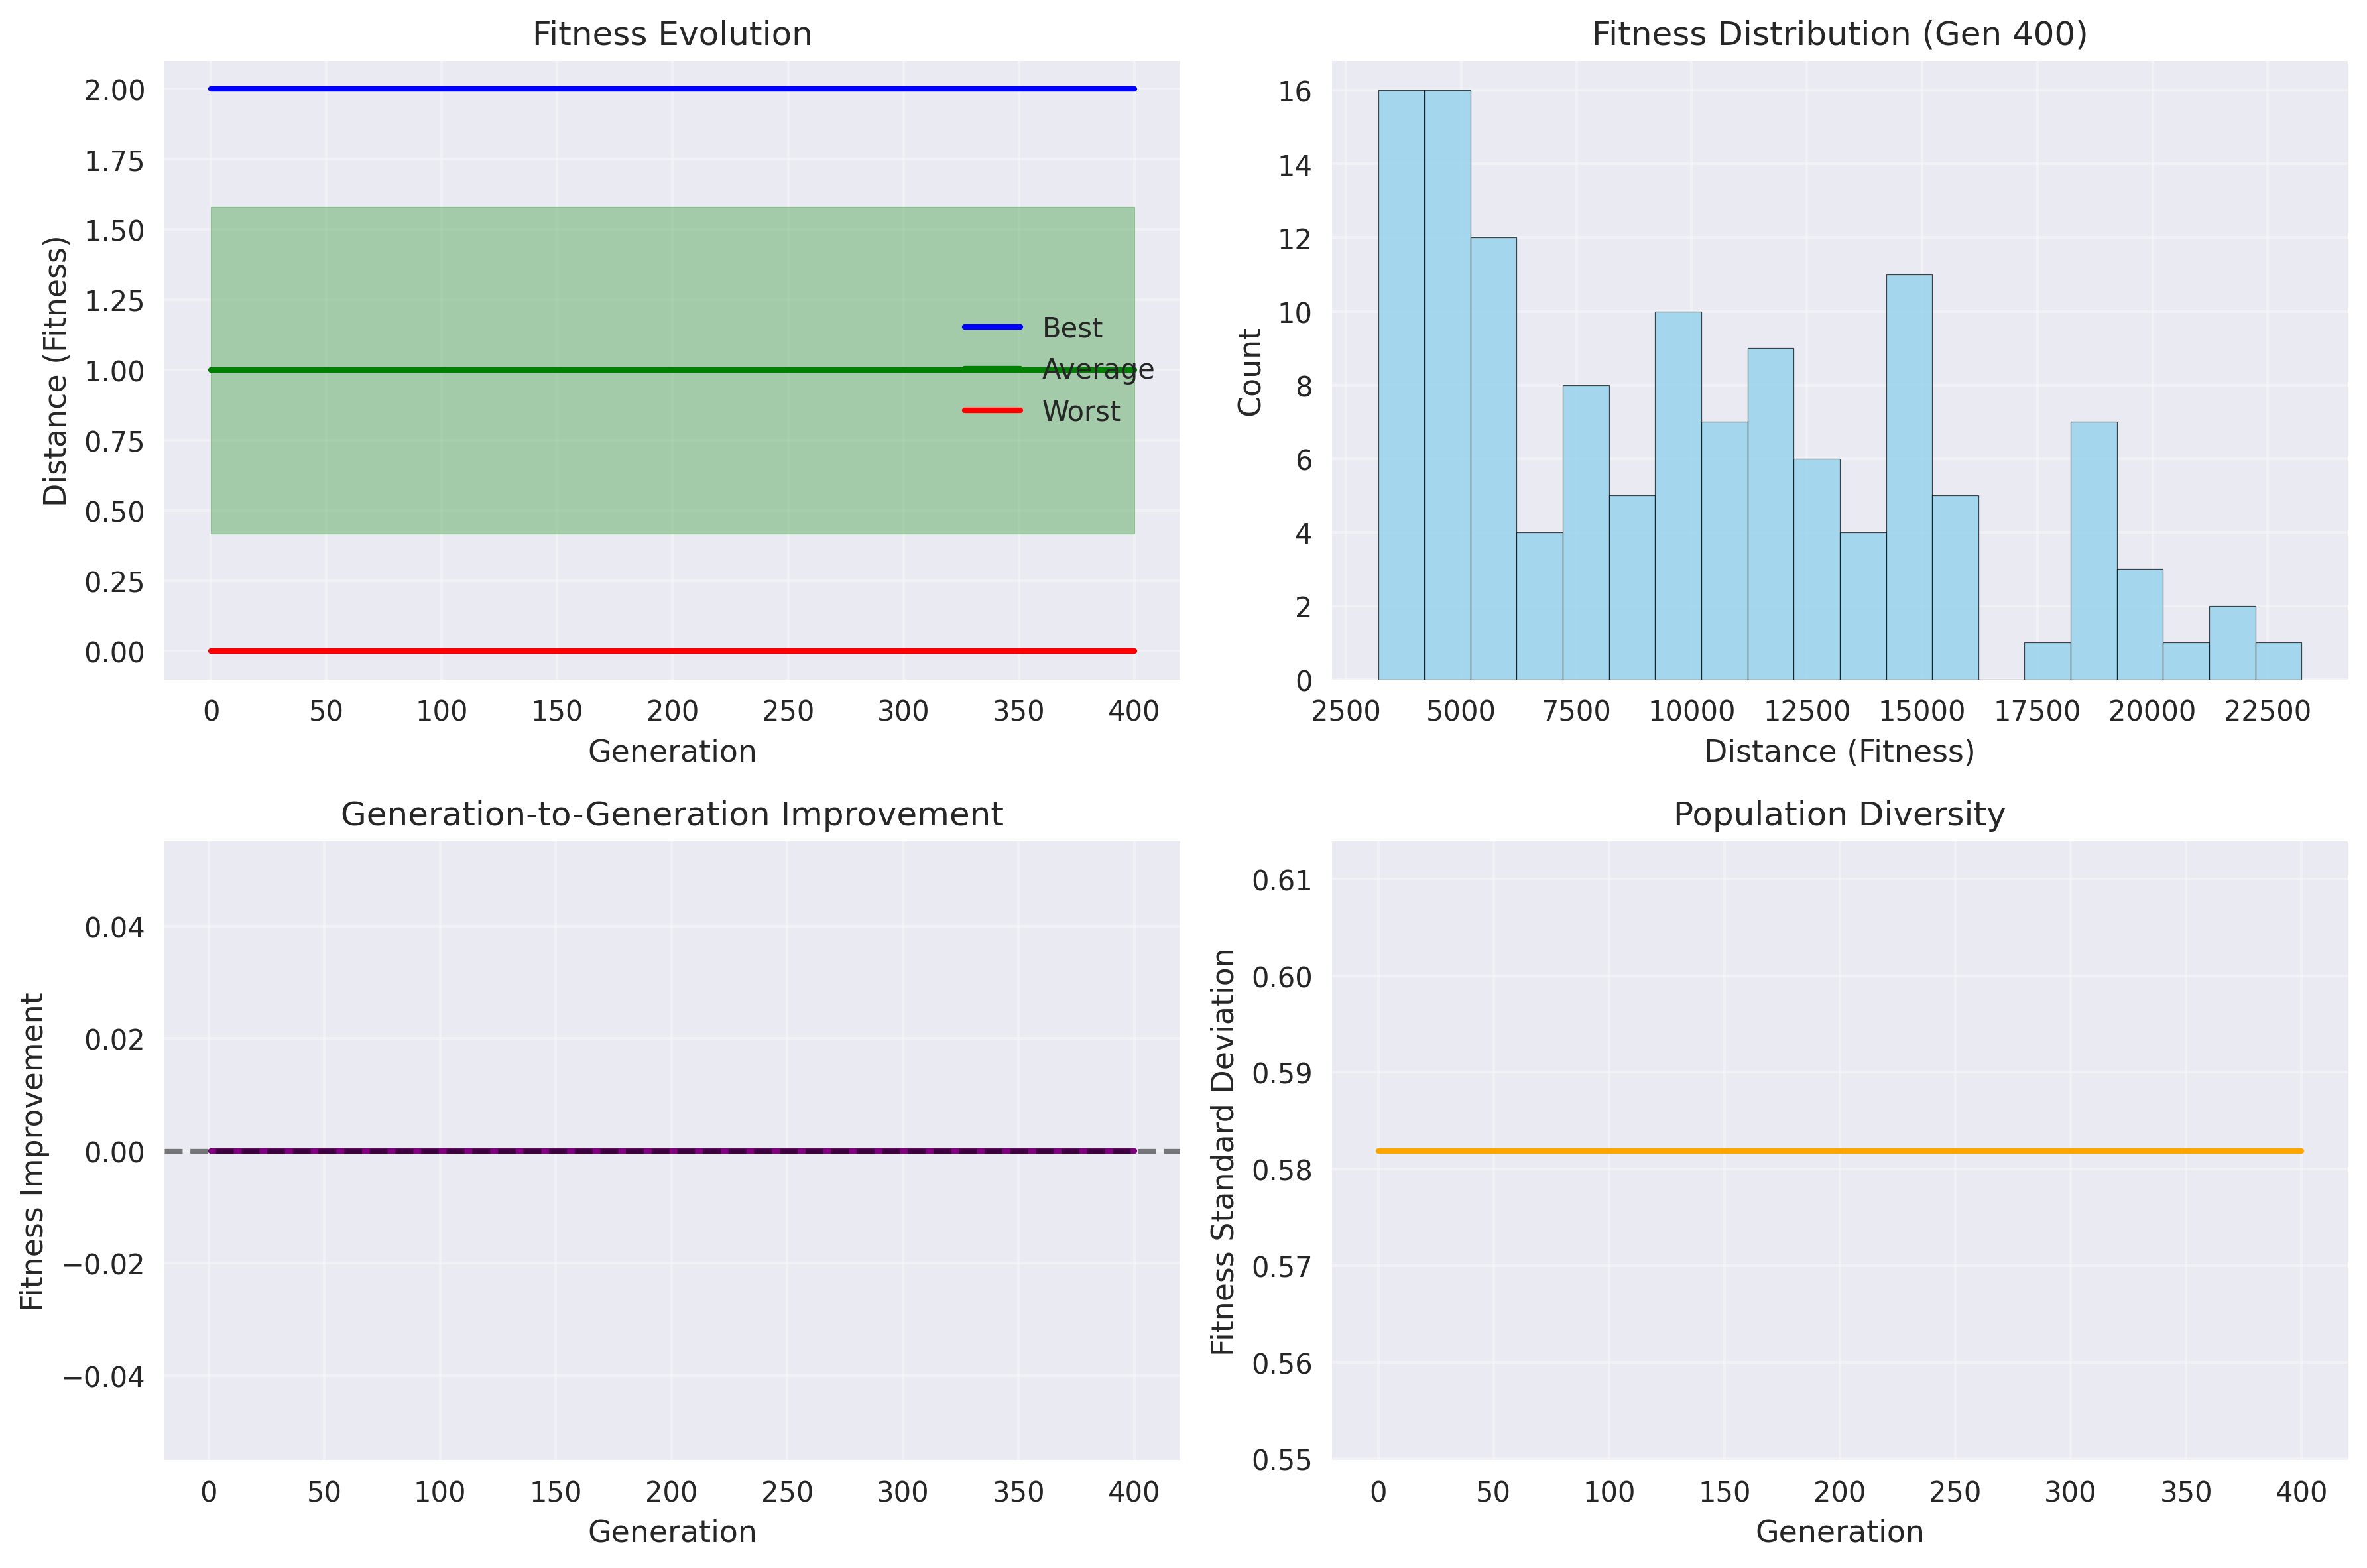 Fitness Evolution
Distance (Fitness)
2.00
1.75
1.50
1.25
1.00
0.75
0.50
0.25
0.00
Best
Average
Worst
0 50 100 150 200 250 300 350 400
Generation
Fitness Distribution (Gen 400)
Count
16
14
12
10
8
6
4
2
0
2500 5000 7500 10000 12500 15000 17500 20000 22500
Distance (Fitness)
Generation-to-Generation Improvement
Fitness Improvement
0.04
0.02
0.00
−0.02
−0.04
0 50 100 150 200 250 300 350 400
Generation
Population Diversity
Fitness Standard Deviation
0.61
0.60
0.59
0.58
0.57
0.56
0.55
0 50 100 150 200 250 300 350 400
Generation